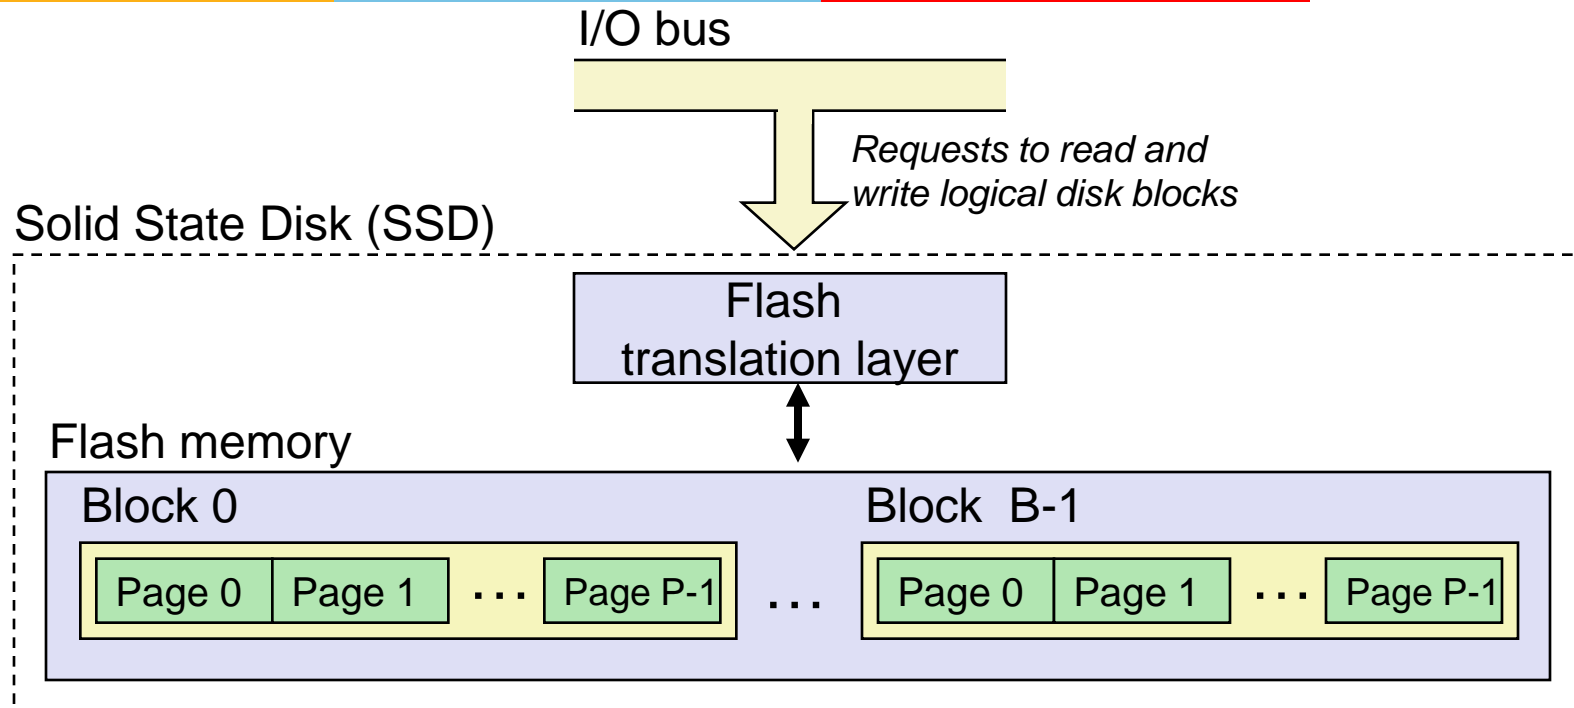 I/O bus
Requests to read and
write logical disk blocks
Solid State Disk (SSD)
Flash
translation layer
Flash memory
Block 0
Block B-1
Page 0 Page 1 ... Page P-1 ... Page 0 Page 1 ... Page P-1